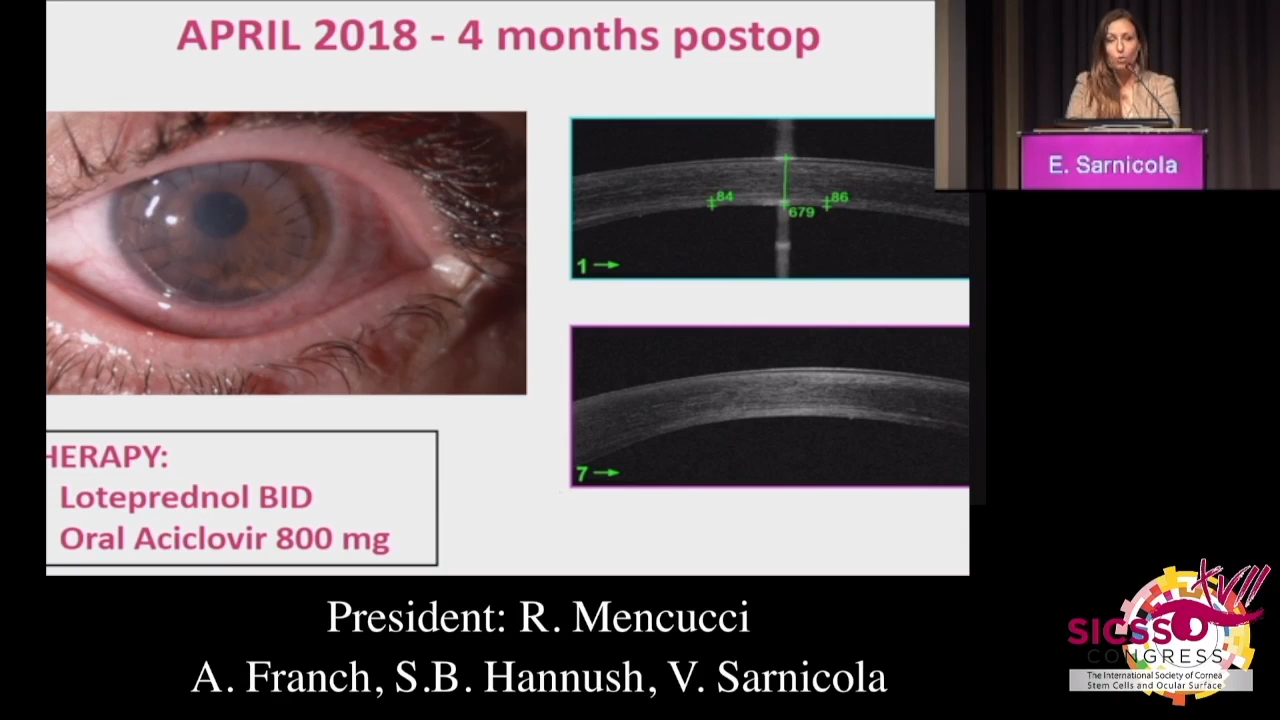 APRIL 2018 - 4 months postop
E. Sarnicola
84
679
86
1
7
HERAPY:
Loteprednol BID
Oral Aciclovir 800 mg
President: R. Mencucci
A. Franch, S.B. Hannush, V. Sarnicola
XVII
SICSSO
CONGRESS
The International Society of Cornea
Stem Cells and Ocular Surface